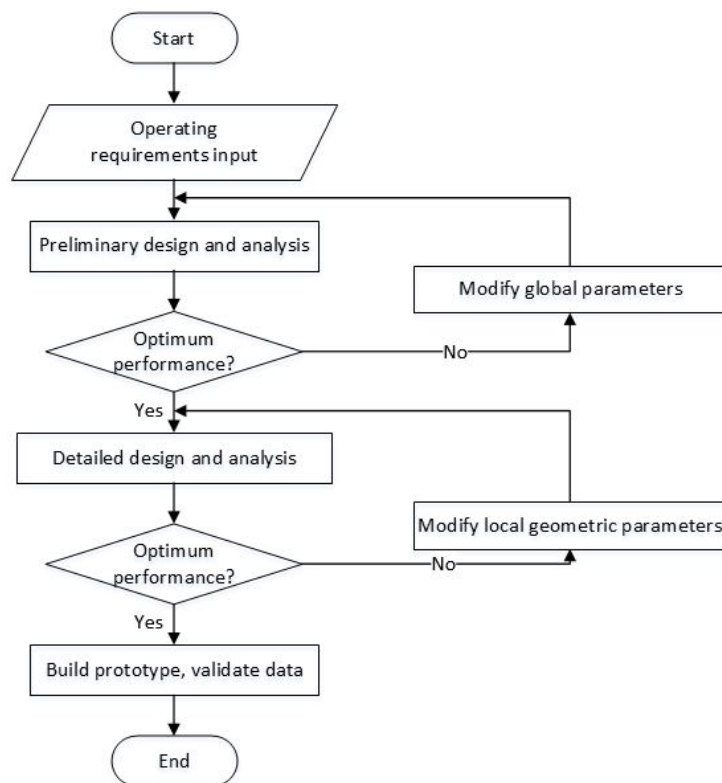 Start
Operating
requirements input
Preliminary design and analysis
Modify global parameters
Optimum
performance?
No
Yes
Detailed design and analysis
Modify local geometric parameters
Optimum
performance?
No
Yes
Build prototype, validate data
End